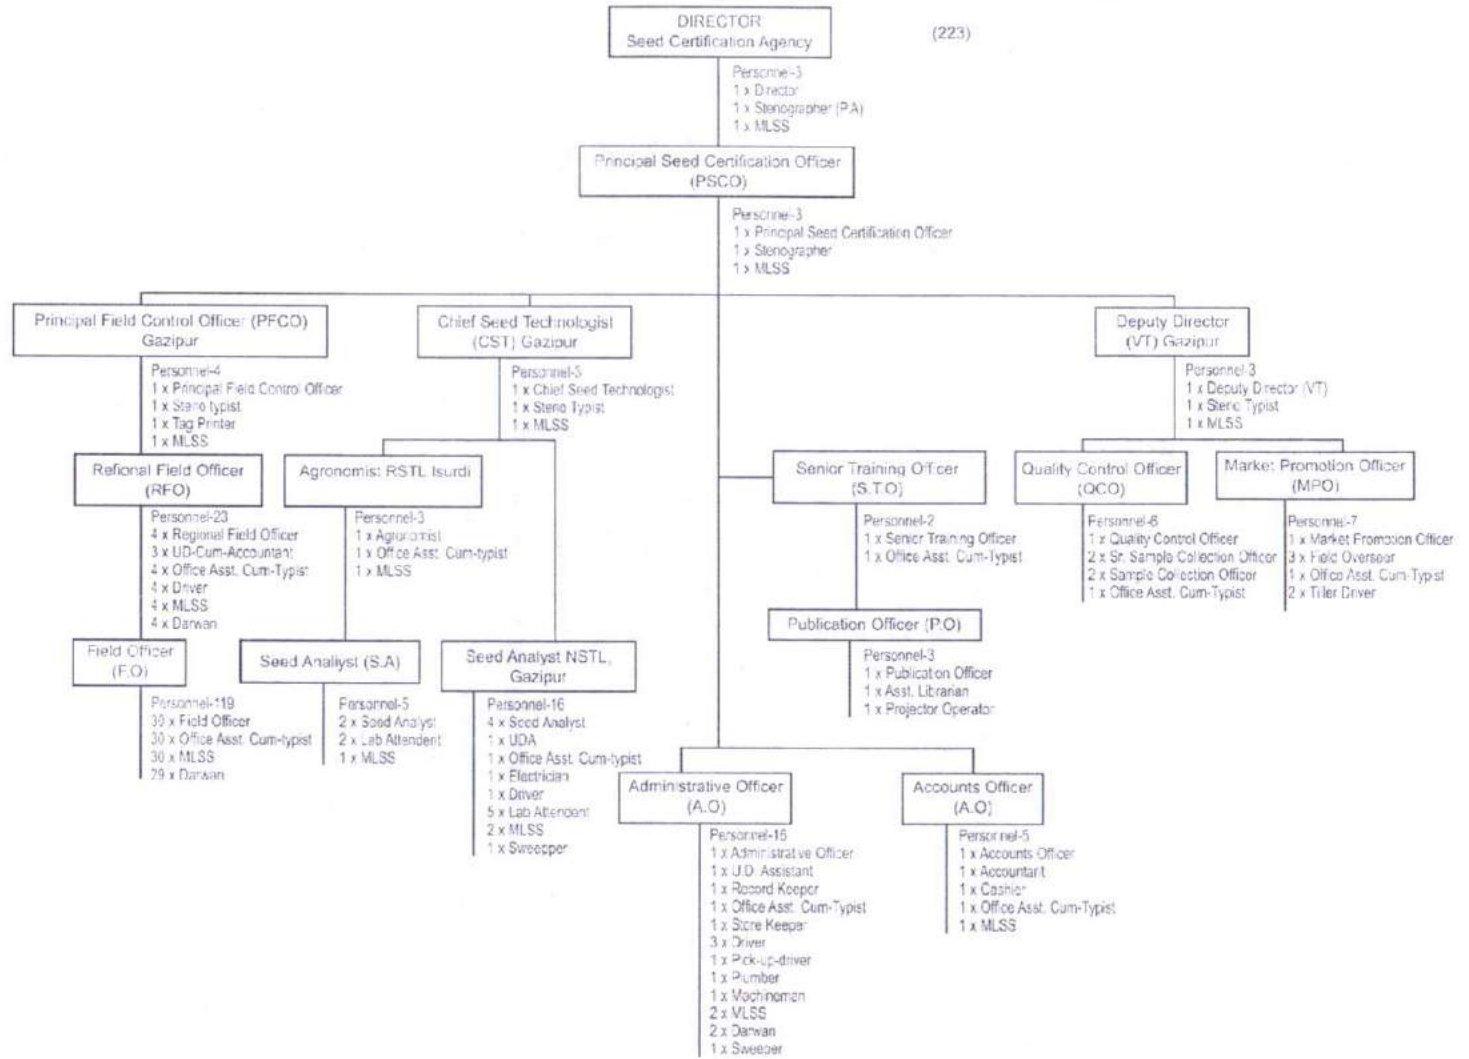 DIRECTOR
Seed Certification Agency
(223)
Personnel-3
1 x Director
1 x Stenographer (P.A)
1 x MLSS
Principal Seed Certification Officer
(PSCO)
Personnel-3
1 x Principal Seed Certification Officer
1 x Stenographer
1 x MLSS
Principal Field Control Officer (PFCO)
Gazipur
Personnel-4
1 x Principal Field Control Officer
1 x Steno typist
1 x Tag Printer
1 x MLSS
Refional Field Officer
(RFO)
Personnel-23
4 x Regional Field Officer
3 x UD-Cum-Accountant
4 x Office Asst. Cum-Typist
4 x Driver
4 x MLSS
4 x Darwan
Field Officer
(F.O)
Personnel-119
30 x Field Officer
30 x Office Asst. Cum-typist
30 x MLSS
29 x Darwan
Chief Seed Technologist
(CST) Gazipur
Personnel-3
1 x Chief Seed Technologist
1 x Steno Typist
1 x MLSS
Agronomist RSTL Isurdi
Personnel-3
1 x Agronomist
1 x Office Asst. Cum-typist
1 x MLSS
Seed Analiyst (S.A)
Personnel-5
2 x Seed Analyst
2 x Lab Attendent
1 x MLSS
Seed Analyst NSTL,
Gazipur
Personnel-16
4 x Seed Analyst
1 x UDA
1 x Office Asst. Cum-typist
1 x Electrician
1 x Driver
5 x Lab Attendent
2 x MLSS
1 x Sweepper
Senior Training Officer
(S.T.O)
Personnel-2
1 x Senior Training Officer
1 x Office Asst. Cum-Typist
Publication Officer (P.O)
Personnel-3
1 x Publication Officer
1 x Asst. Librarian
1 x Projector Operator
Deputy Director
(VT) Gazipur
Personnel-3
1 x Deputy Director (VT)
1 x Steno Typist
1 x MLSS
Quality Control Officer
(QCO)
Personnel-6
1 x Quality Control Officer
2 x Sr. Sample Collection Officer
2 x Sample Collection Officer
1 x Office Asst. Cum-Typist
Market Promotion Officer
(MPO)
Personnel-7
1 x Market Promotion Officer
3 x Field Overseer
1 x Office Asst. Cum-Typist
2 x Tiller Driver
Administrative Officer
(A.O)
Personnel-16
1 x Administrative Officer
1 x U.D. Assistant
1 x Record Keeper
1 x Office Asst. Cum-Typist
1 x Store Keeper
3 x Driver
1 x Pick-up-driver
1 x Plumber
1 x Machineman
2 x MLSS
2 x Darwan
1 x Sweeper
Accounts Officer
(A.O)
Personnel-5
1 x Accounts Officer
1 x Accountant
1 x Cashier
1 x Office Asst. Cum-Typist
1 x MLSS